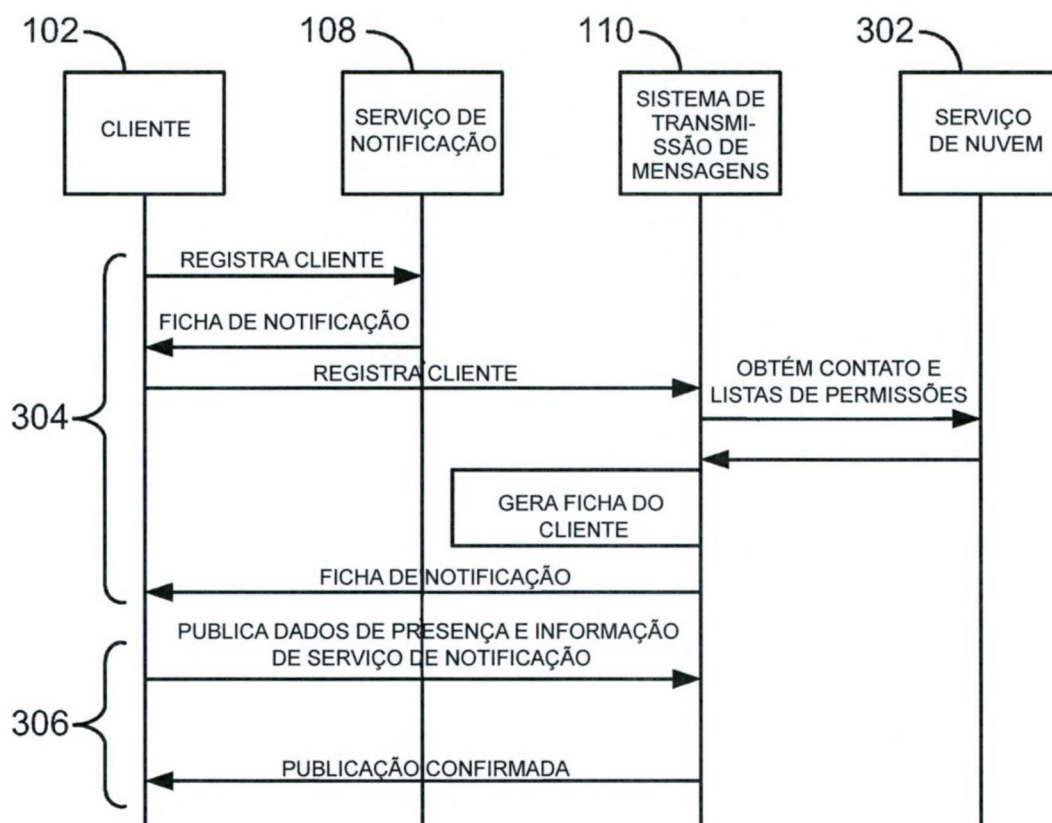 102
108
110
302
CLIENTE
SERVIÇO DE
NOTIFICAÇÃO
SISTEMA DE
TRANSMI-
SSÃO DE
MENSAGENS
SERVIÇO
DE NUVEM
REGISTRA CLIENTE
FICHA DE NOTIFICAÇÃO
REGISTRA CLIENTE
OBTÉM CONTATO E
LISTAS DE PERMISSÕES
304
GERA FICHA DO
CLIENTE
FICHA DE NOTIFICAÇÃO
PUBLICA DADOS DE PRESENÇA E INFORMAÇÃO
DE SERVIÇO DE NOTIFICAÇÃO
306
PUBLICAÇÃO CONFIRMADA